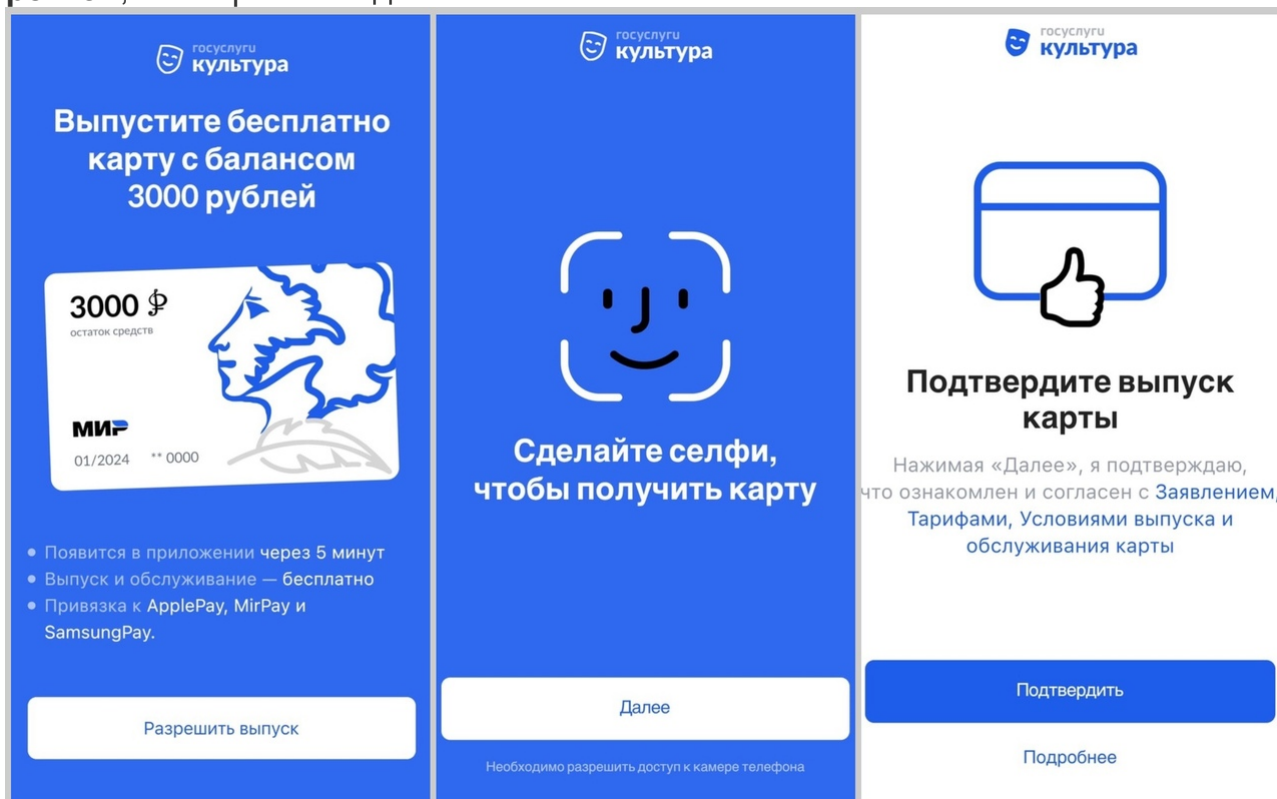 госуслуги
культура
Выпустите бесплатно
карту с балансом
3000 рублей
3000 ₽
остаток средств
МИР
01/2024 ** 0000
• Появится в приложении через 5 минут
• Выпуск и обслуживание — бесплатно
• Привязка к ApplePay, MirPay и
SamsungPay.
Разрешить выпуск
госуслуги
культура
Сделайте селфи,
чтобы получить карту
Далее
Необходимо разрешить доступ к камере телефона
госуслуги
культура
Подтвердите выпуск
карты
Нажимая «Далее», я подтверждаю,
что ознакомлен и согласен с Заявлением,
Тарифами, Условиями выпуска и
обслуживания карты
Подтвердить
Подробнее